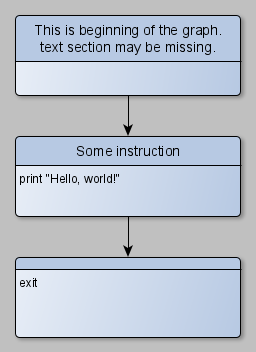 This is beginning of the graph.
text section may be missing.
Some instruction
print "Hello, world!"
exit